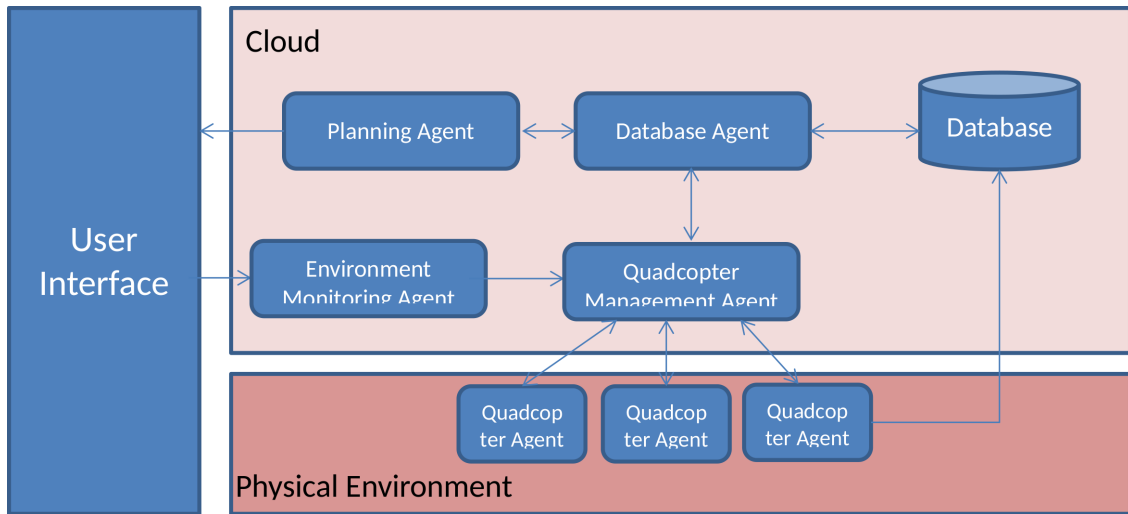 Cloud
Planning Agent
Database Agent
Database
User
Interface
Environment
Monitoring Agent
Quadcopter
Management Agent
Quadcop
ter Agent
Quadcop
ter Agent
Quadcop
ter Agent
Physical Environment